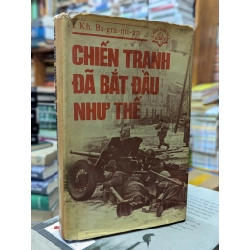 I. Kh. Ba-gra-mi-an
CHIẾN TRANH
ĐÃ BẮT ĐẦU
NHƯ THẾ